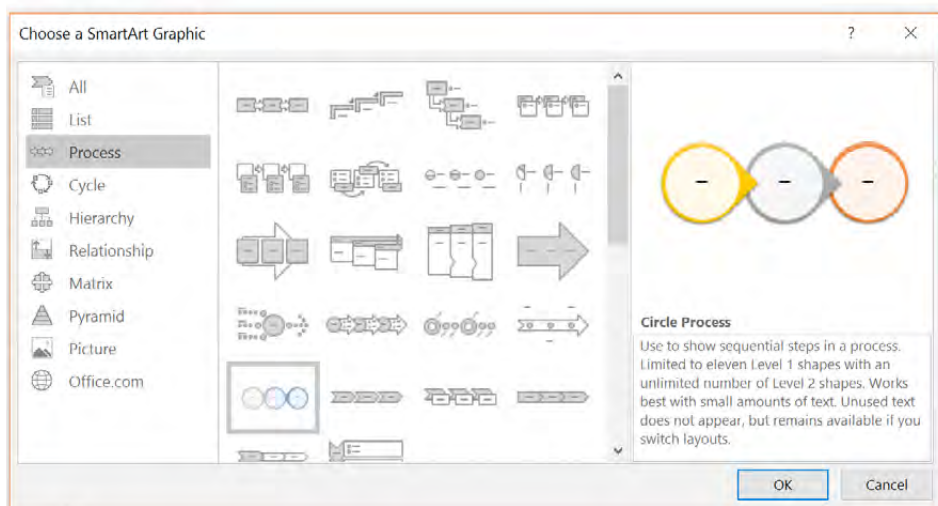 Choose a SmartArt Graphic
?
All
List
Process
Cycle
Hierarchy
Relationship
Matrix
Pyramid
Picture
Office.com
Circle Process
Use to show sequential steps in a process.
Limited to eleven Level 1 shapes with an
unlimited number of Level 2 shapes. Works
best with small amounts of text. Unused text
does not appear, but remains available if you
switch layouts.
OK
Cancel